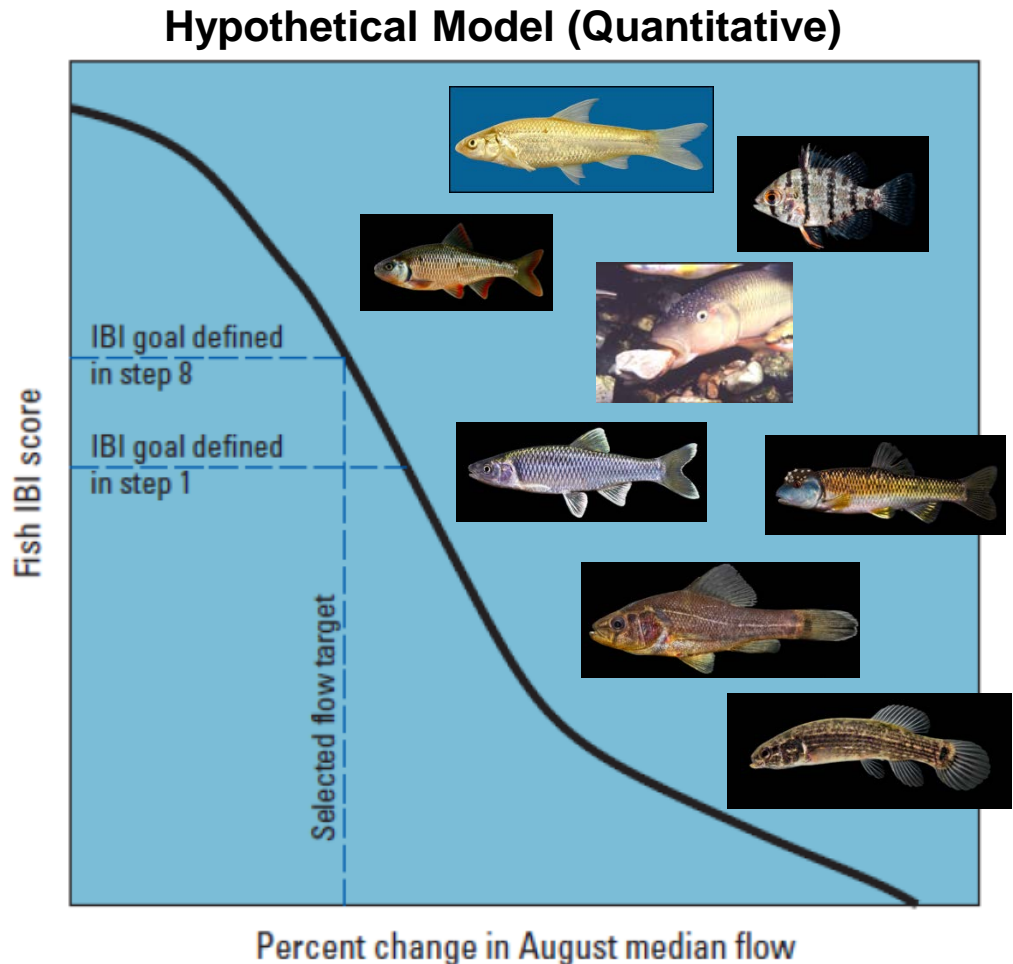 Hypothetical Model (Quantitative)
IBI goal defined
in step 8
IBI goal defined
in step 1
Fish IBI score
Selected flow target
Percent change in August median flow